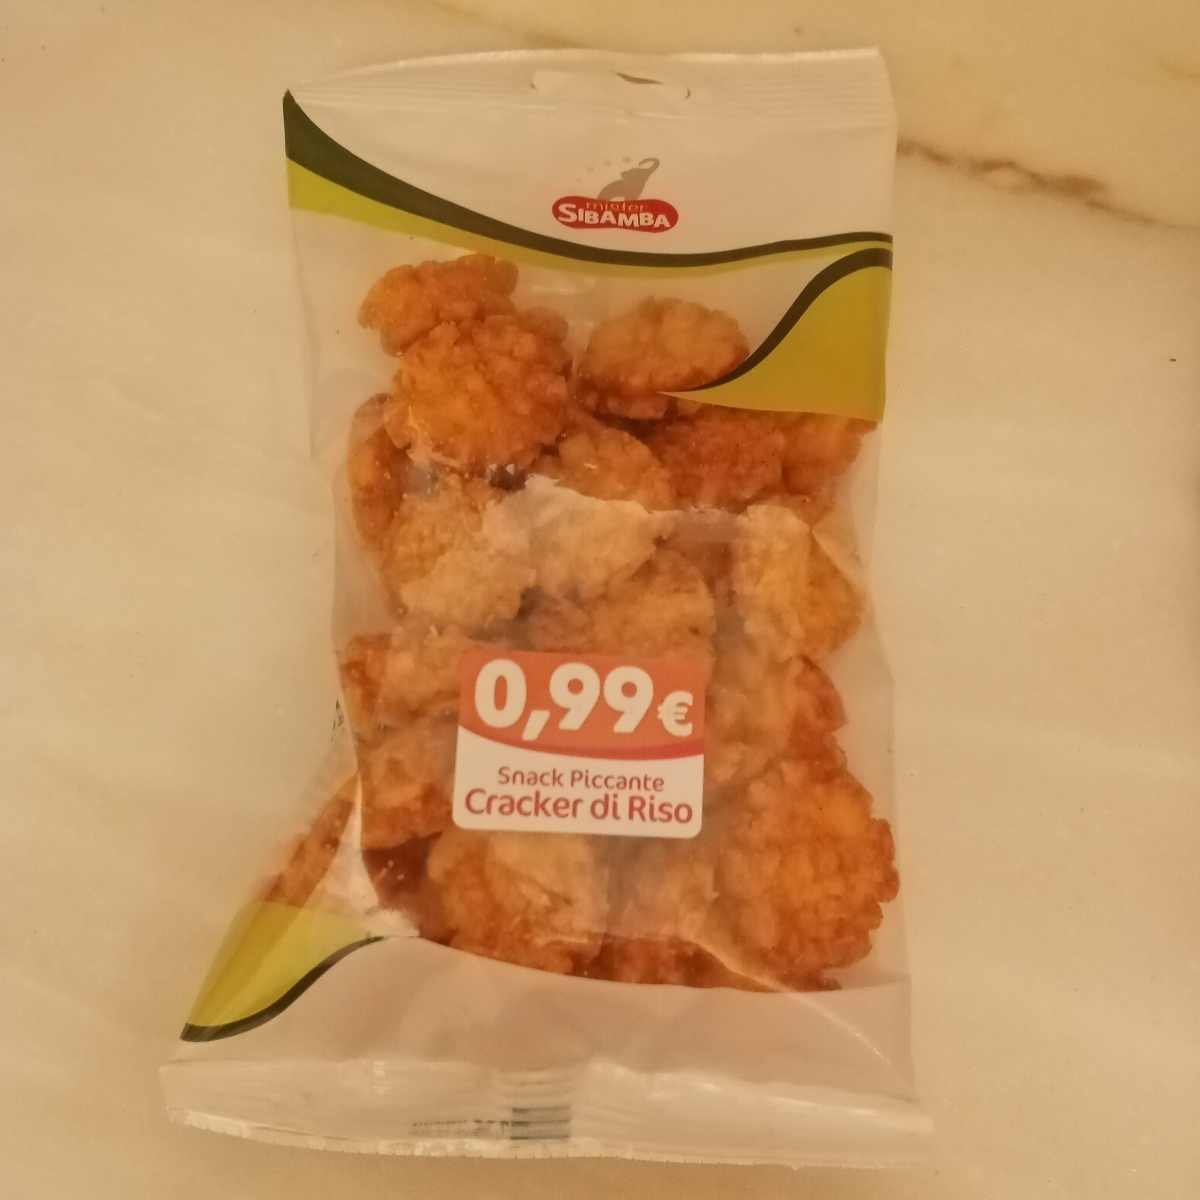 mister
SIBAMBA
0,99€
Snack Piccante
Cracker di Riso